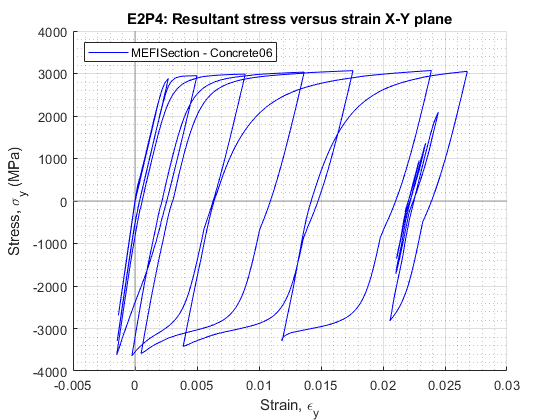 E2P4: Resultant stress versus strain X-Y plane
MEFISection - Concrete06
Stress, σy (MPa)
4000
3000
2000
1000
0
-1000
-2000
-3000
-4000
-0.005 0 0.005 0.01 0.015 0.02 0.025 0.03
Strain, ϵy